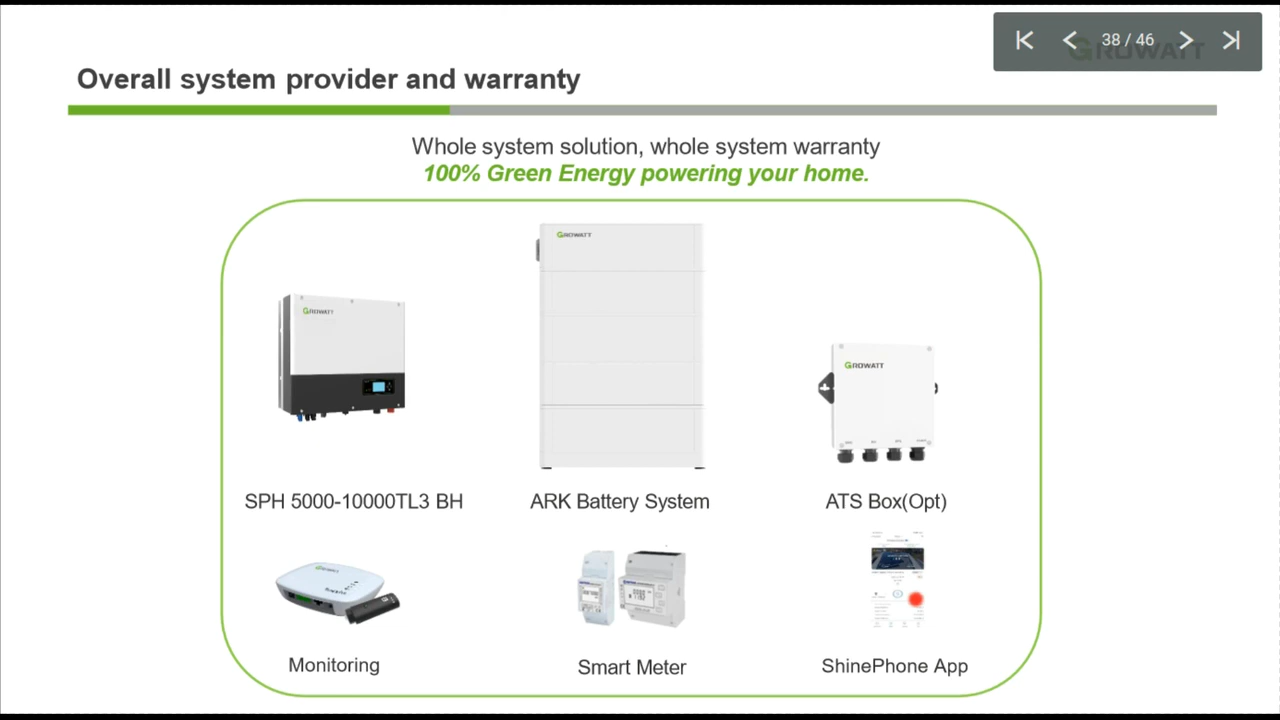 38 / 46
GROWATT
Overall system provider and warranty
Whole system solution, whole system warranty
100% Green Energy powering your home.
GROWATT
GROWATT
GROWATT
SPH 5000-10000TL3 BH
ARK Battery System
ATS Box(Opt)
Monitoring
Smart Meter
ShinePhone App